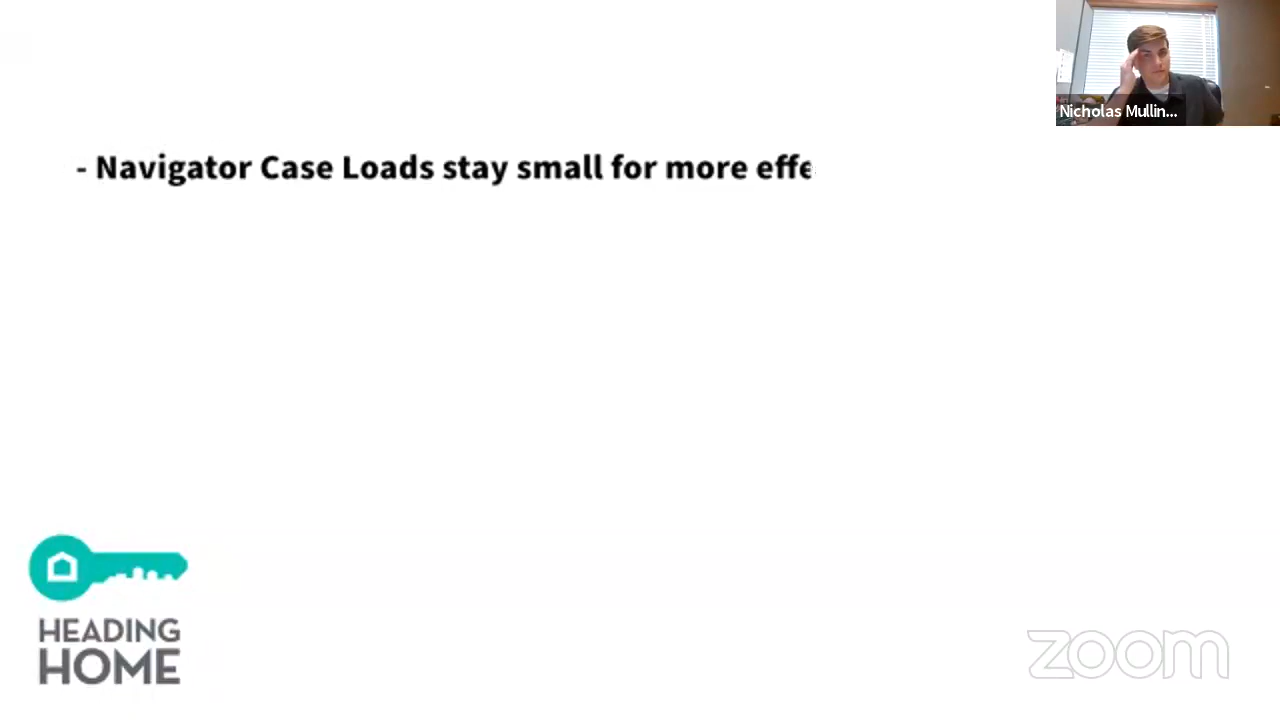 Nicholas Mullin...
- Navigator Case Loads stay small for more effe
HEADING
HOME
zoom